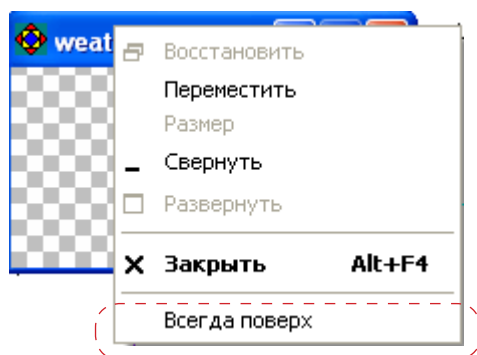 weat
Восстановить
Переместить
Размер
Свернуть
Развернуть
Закрыть Alt+F4
Всегда поверх